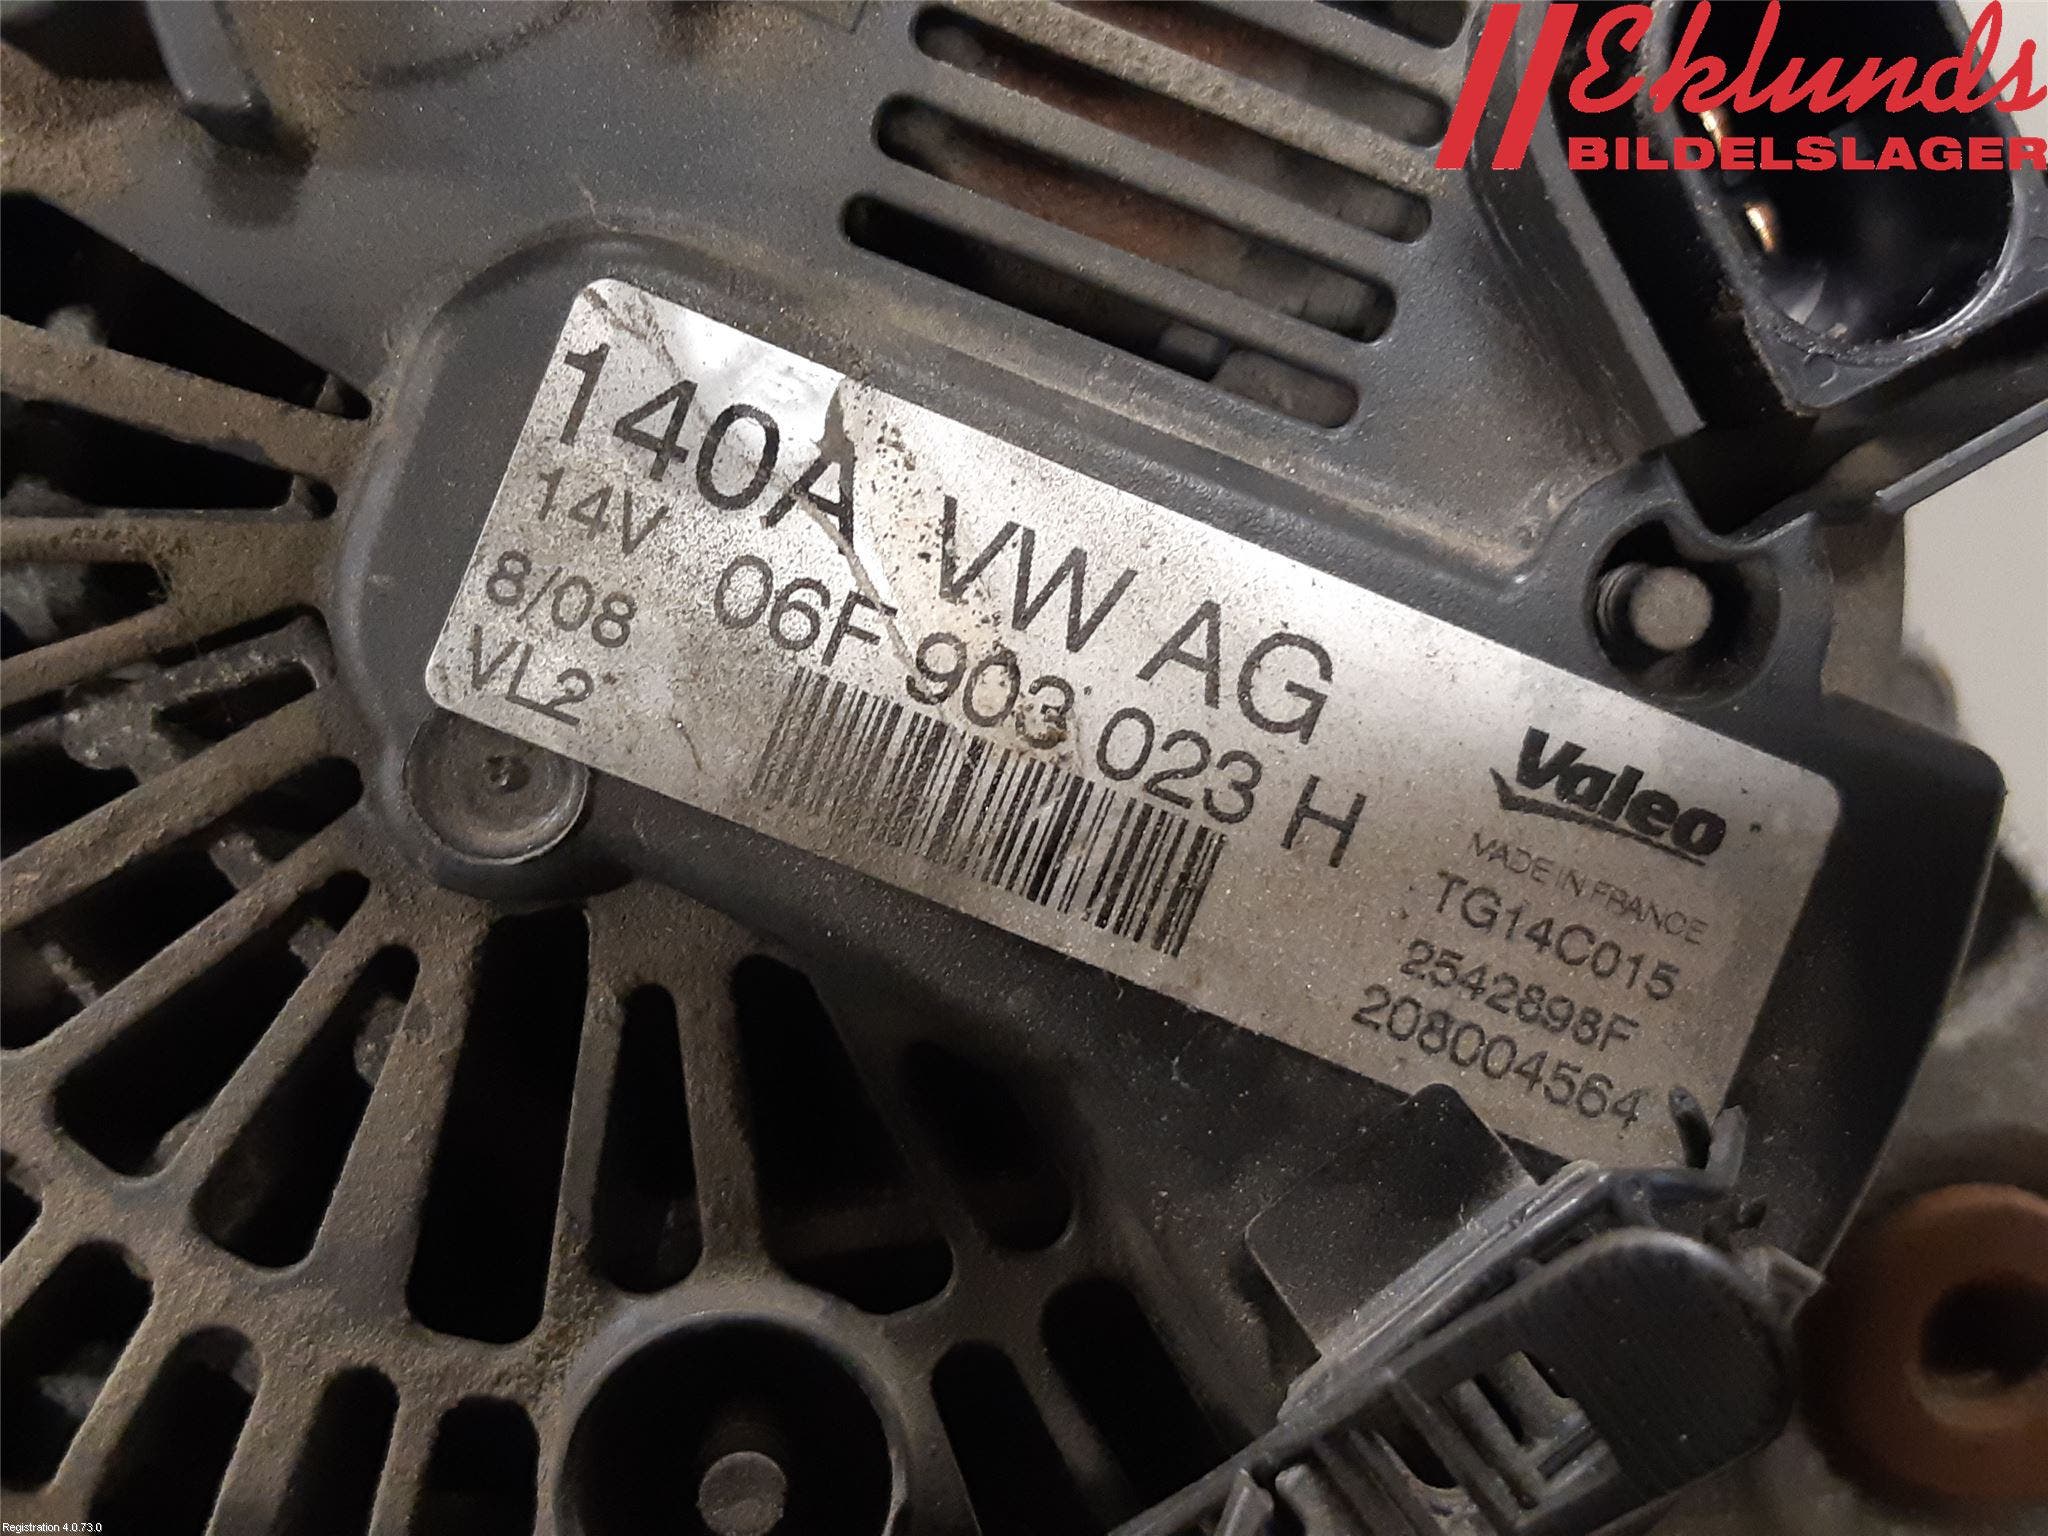 Eklunds
BILDELSLAGER
140A VW AG
14V 06F 903 023 H
8/08
VL2
Valeo
MADE IN FRANCE
TG14C015
2542898F
208004564
Registration 4.0.73.0